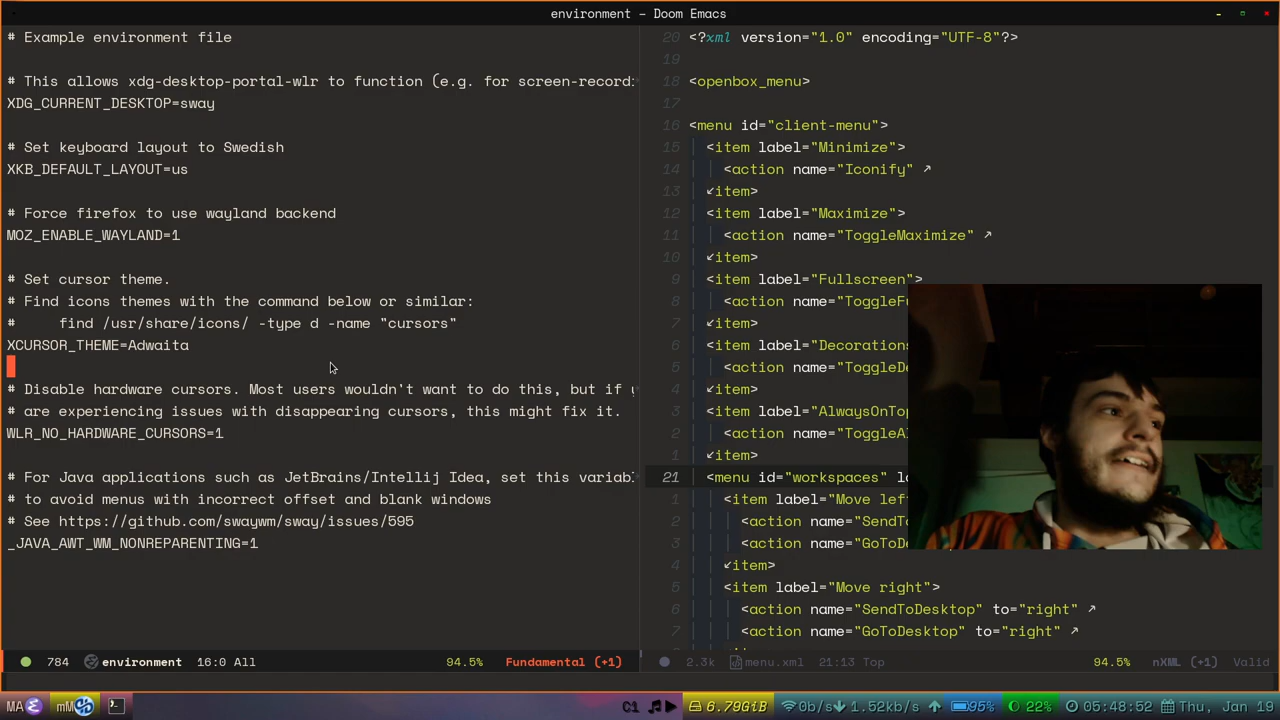 environment – Doom Emacs
# Example environment file
# This allows xdg-desktop-portal-wlr to function (e.g. for screen-record
XDG_CURRENT_DESKTOP=sway
# Set keyboard layout to Swedish
XKB_DEFAULT_LAYOUT=us
# Force firefox to use wayland backend
MOZ_ENABLE_WAYLAND=1
# Set cursor theme.
# Find icons themes with the command below or similar:
#     find /usr/share/icons/ -type d -name "cursors"
XCURSOR_THEME=Adwaita
# Disable hardware cursors. Most users wouldn't want to do this, but if
# are experiencing issues with disappearing cursors, this might fix it.
WLR_NO_HARDWARE_CURSORS=1
# For Java applications such as JetBrains/Intellij Idea, set this variabl
# to avoid menus with incorrect offset and blank windows
# See https://github.com/swaywm/sway/issues/595
_JAVA_AWT_WM_NONREPARENTING=1
784 environment 16:0 All 94.5% Fundamental (+1)
20 <?xml version="1.0" encoding="UTF-8"?>
19
18 <openbox_menu>
17
16 <menu id="client-menu">
15 <item label="Minimize">
14 <action name="Iconify" ↗
13 ↙item>
12 <item label="Maximize">
11 <action name="ToggleMaximize" ↗
10 ↙item>
9 <item label="Fullscreen">
8 <action name="ToggleFu
7 ↙item>
6 <item label="Decorations
5 <action name="ToggleDe
4 ↙item>
3 <item label="AlwaysOnTop
2 <action name="ToggleAl
1 ↙item>
21 <menu id="workspaces" la
1 <item label="Move left
2 <action name="SendTo
3 <action name="GoToDe
4 ↙item>
5 <item label="Move right">
6 <action name="SendToDesktop" to="right" ↗
7 <action name="GoToDesktop" to="right" ↗
2.3k menu.xml 21:13 Top 94.5% nXML (+1) Valid
MA mM 6.79GiB 0b/s 1.52kb/s 95% 22% 05:48:52 Thu, Jan 19